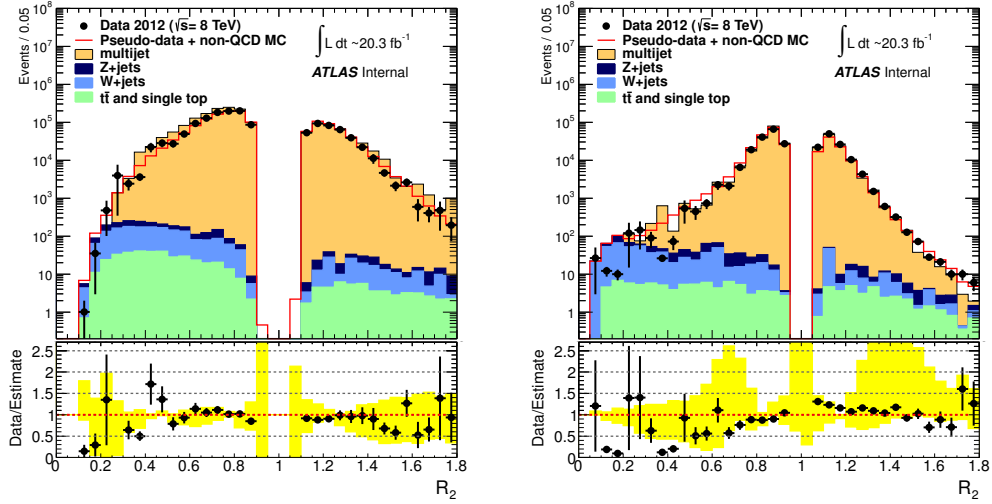 Events / 0.05
10⁸
10⁷
10⁶
10⁵
10⁴
10³
10²
10
1
Data 2012 (√s= 8 TeV)
Pseudo-data + non-QCD MC
multijet
Z+jets
W+jets
tt̄ and single top
∫ L dt ~20.3 fb⁻¹
ATLAS Internal
Data/Estimate
2.5
2
1.5
1
0.5
0
0 0.2 0.4 0.6 0.8 1 1.2 1.4 1.6 1.8
R₂
Events / 0.05
10⁸
10⁷
10⁶
10⁵
10⁴
10³
10²
10
1
Data 2012 (√s= 8 TeV)
Pseudo-data + non-QCD MC
multijet
Z+jets
W+jets
tt̄ and single top
∫ L dt ~20.3 fb⁻¹
ATLAS Internal
Data/Estimate
2.5
2
1.5
1
0.5
0
0 0.2 0.4 0.6 0.8 1 1.2 1.4 1.6 1.8
R₂